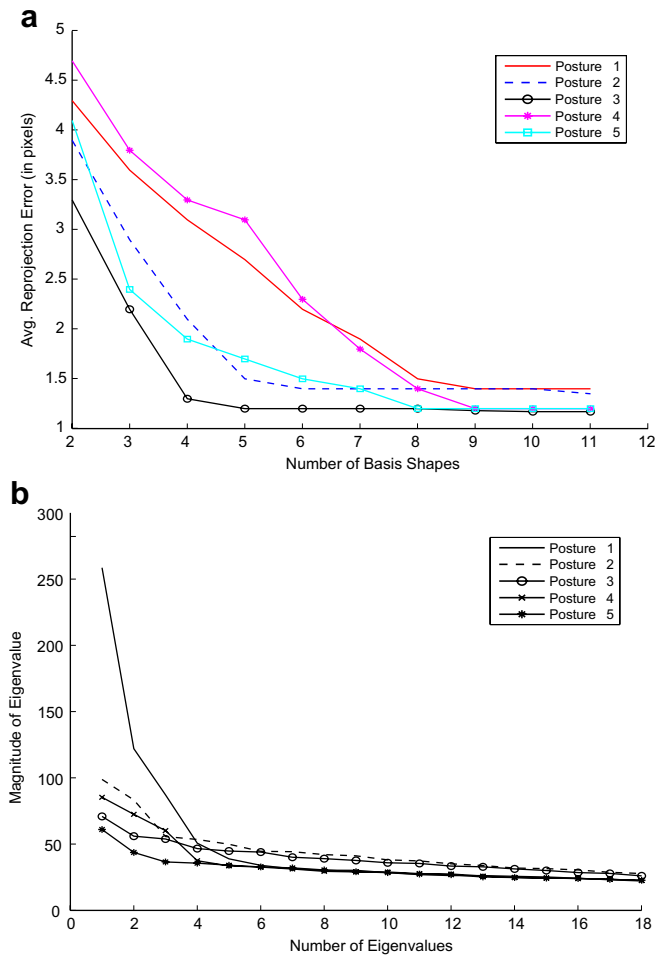 a
5
4.5
4
3.5
3
2.5
2
1.5
1
Avg. Reprojection Error (in pixels)
Posture 1
Posture 2
Posture 3
Posture 4
Posture 5
2 3 4 5 6 7 8 9 10 11 12
Number of Basis Shapes
b
300
250
200
150
100
50
0
Magnitude of Eigenvalue
Posture 1
Posture 2
Posture 3
Posture 4
Posture 5
0 2 4 6 8 10 12 14 16 18
Number of Eigenvalues